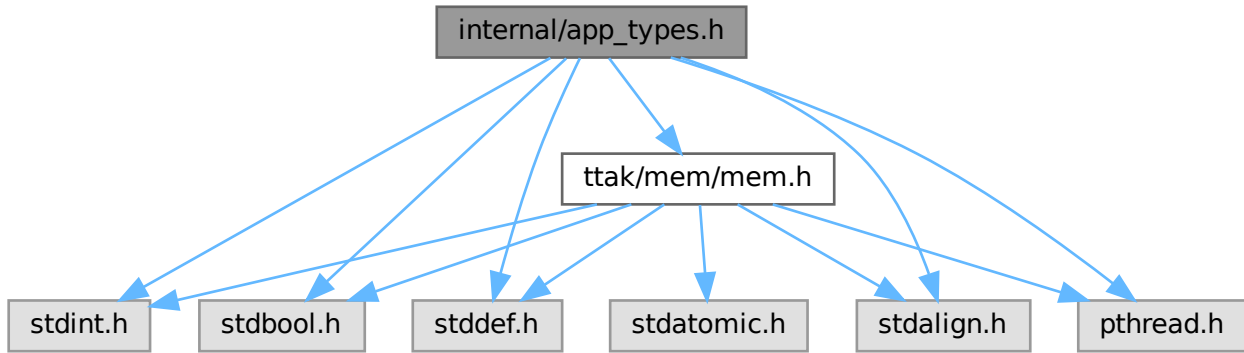 internal/app_types.h
ttak/mem/mem.h
stdint.h
stdbool.h
stddef.h
stdatomic.h
stdalign.h
pthread.h